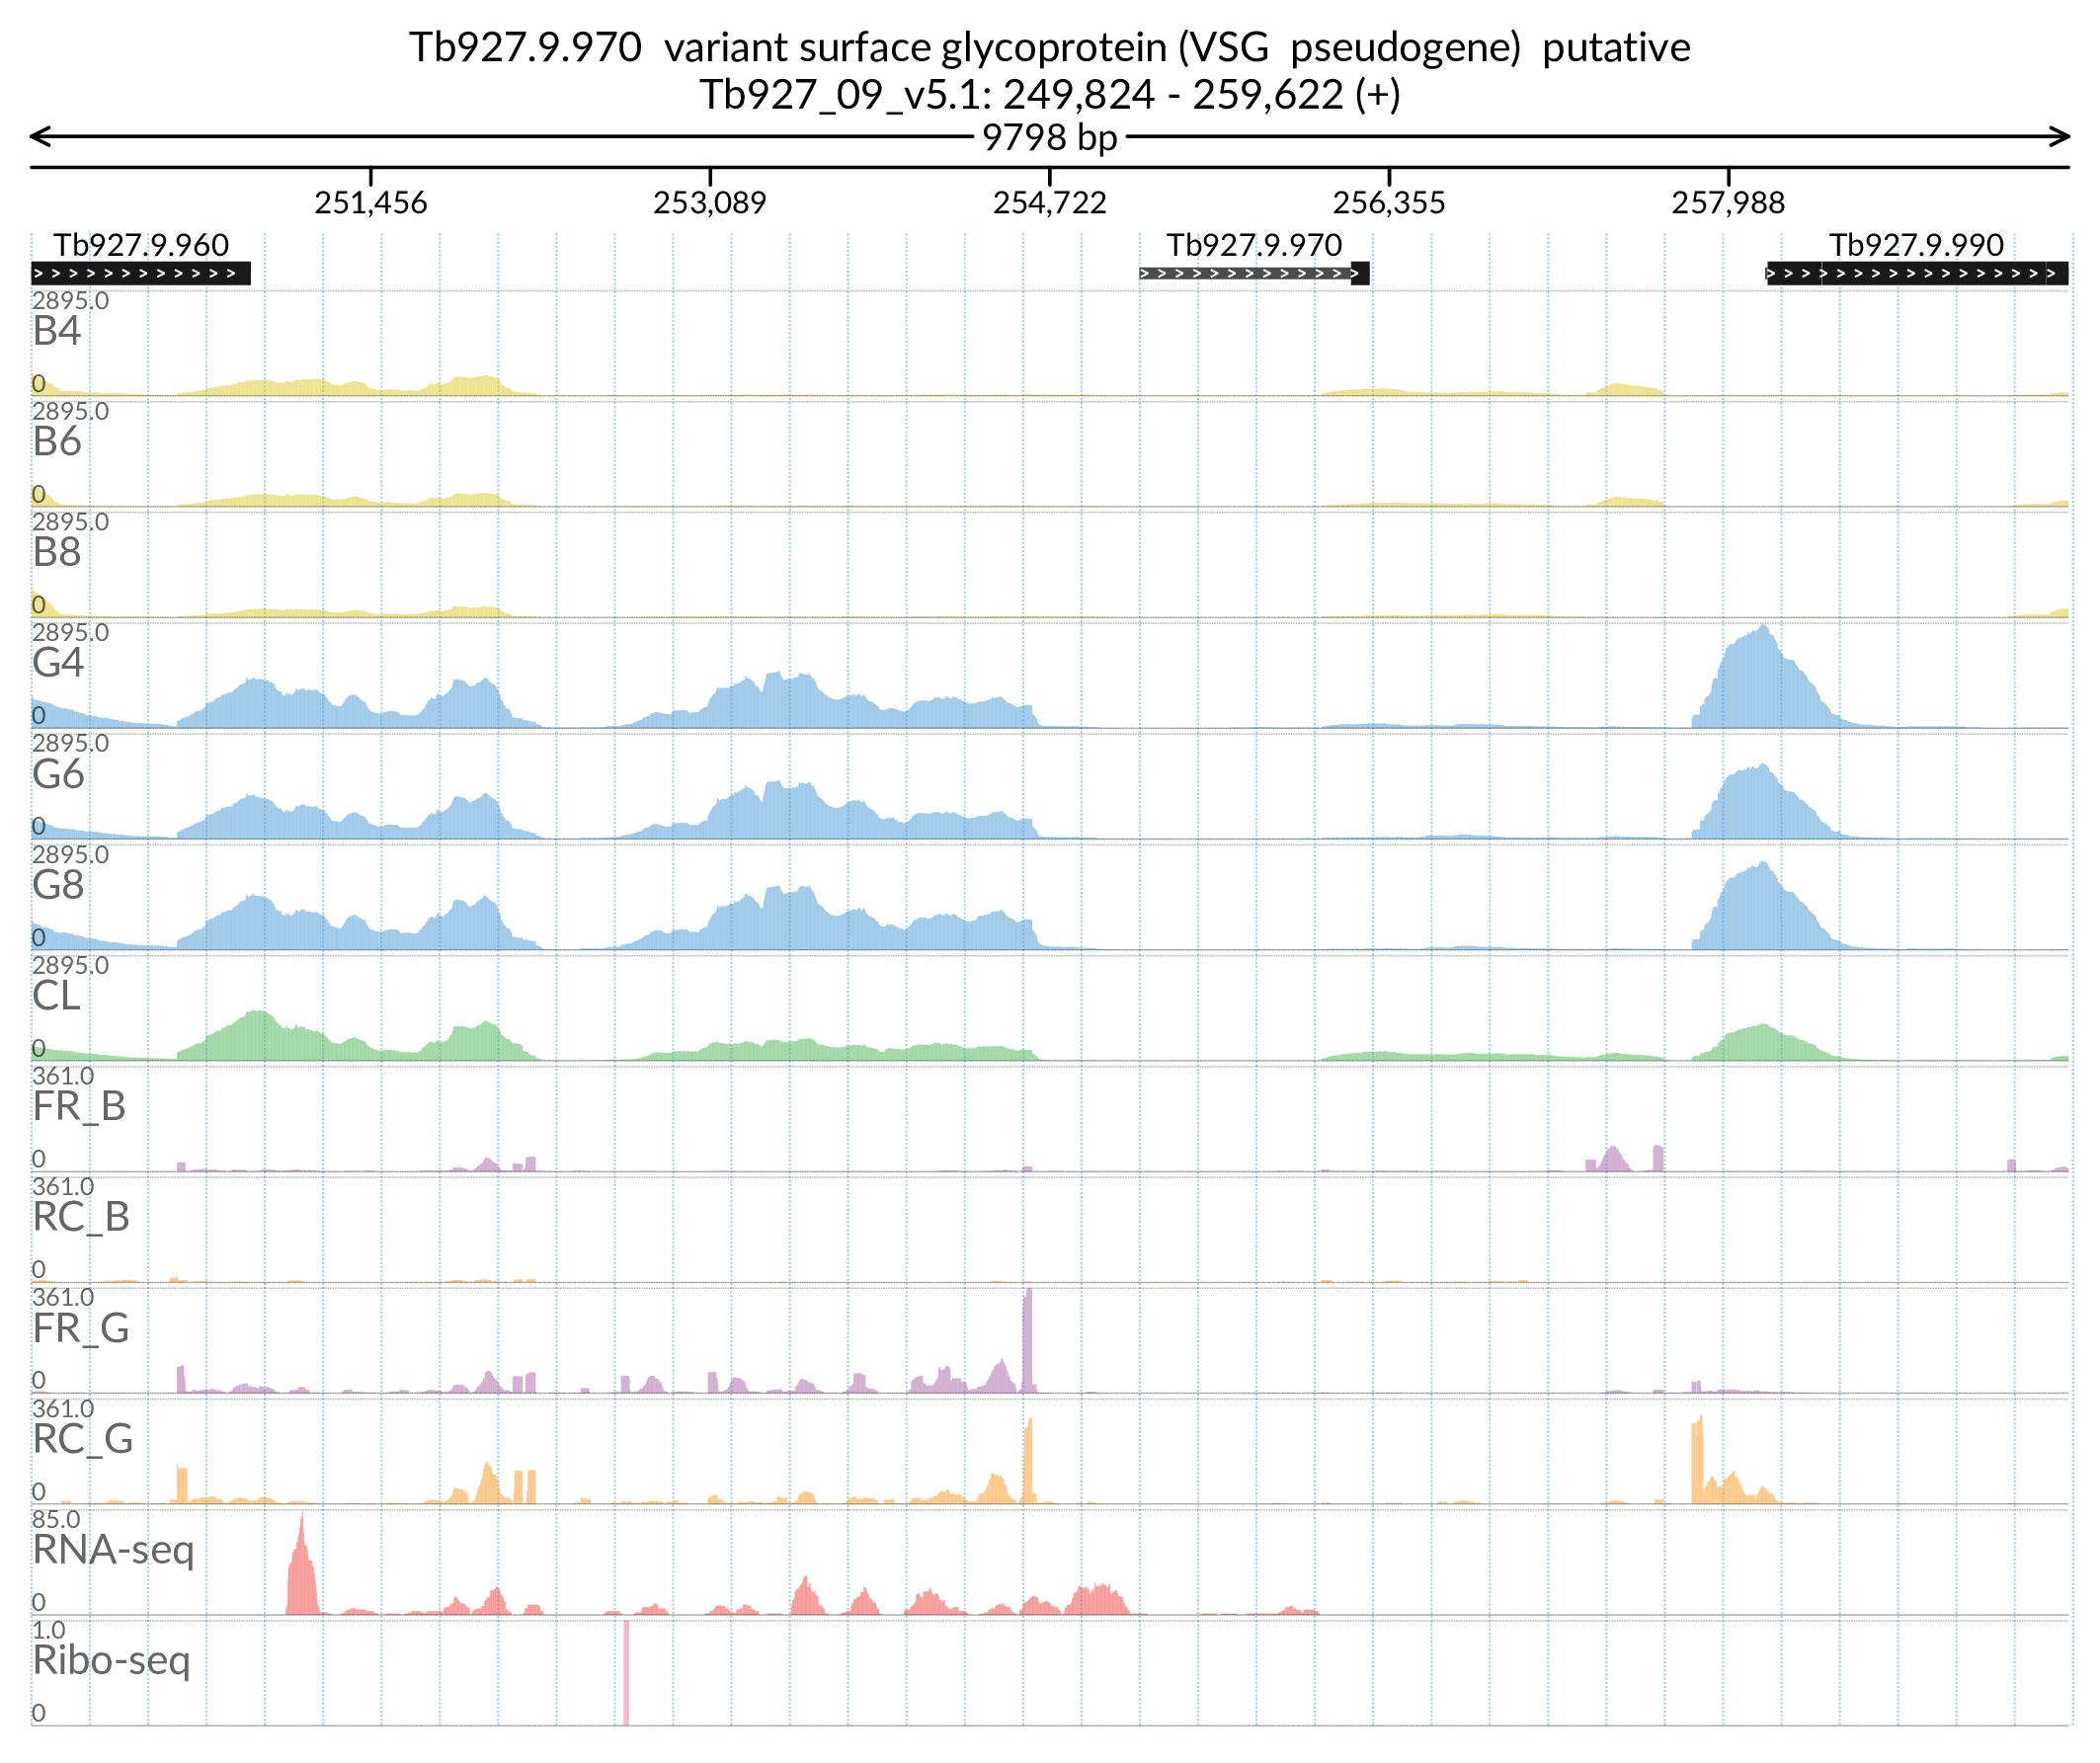 Tb927.9.970 variant surface glycoprotein (VSG pseudogene) putative
Tb927_09_v5.1: 249,824 - 259,622 (+)
9798 bp
251,456 253,089 254,722 256,355 257,988
Tb927.9.960 Tb927.9.970 Tb927.9.990
2895.0
B4
0
2895.0
B6
0
2895.0
B8
0
2895.0
G4
0
2895.0
G6
0
2895.0
G8
0
2895.0
CL
0
361.0
FR_B
0
361.0
RC_B
0
361.0
FR_G
0
361.0
RC_G
0
85.0
RNA-seq
0
1.0
Ribo-seq
0